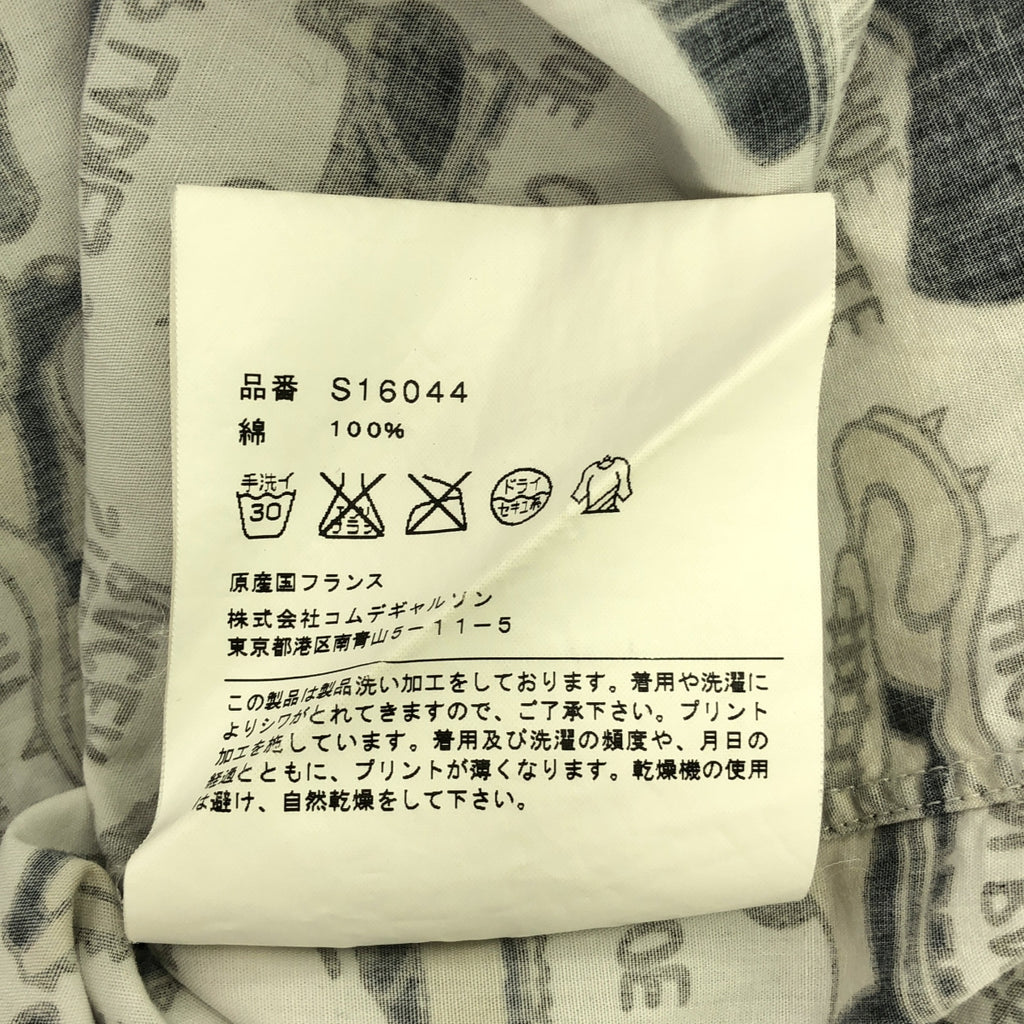 品番 S16044
綿 100%
手洗イ
30
ドライ
セキユ系
原産国フランス
株式会社コムデギャルソン
東京都港区南青山5-11-5
この製品は製品洗い加工をしております。着用や洗濯に
よりシワがとれてきますので、ご了承下さい。プリント
加工を施しています。着用及び洗濯の頻度や、月日の
経過とともに、プリントが薄くなります。乾燥機の使用
は避け、自然乾燥をして下さい。